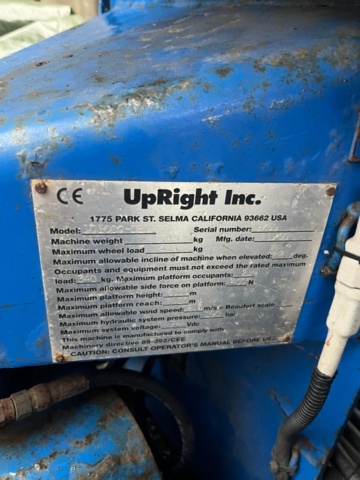 CE UpRight Inc.
1775 PARK ST. SELMA CALIFORNIA 93662 USA
Model: Serial number:
Machine weight kg Mfg. date:
Maximum wheel load kg
Maximum allowable incline of machine when elevated: deg.
Occupants and equipment must not exceed the rated maximum
load: kg. Maximum platform occupants:
Maximum allowable side force on platform: N
Maximum platform height: m
Maximum platform reach: m
Maximum allowable wind speed: m/s = Beaufort scale
Maximum hydraulic system pressure: ba
Maximum system voltage: Vdc
This machine is manufactured to comply with
Machinery directive 89-392/CEE
CAUTION: CONSULT OPERATOR'S MANUAL BEFORE US